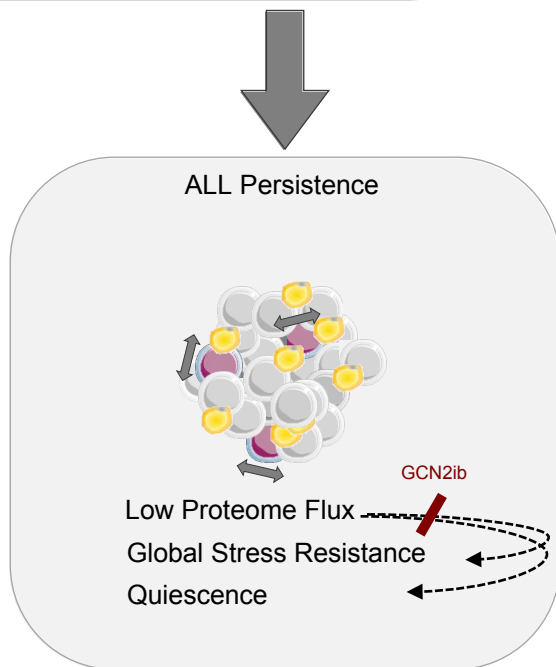 ALL Persistence
GCN2ib
Low Proteome Flux
Global Stress Resistance
Quiescence